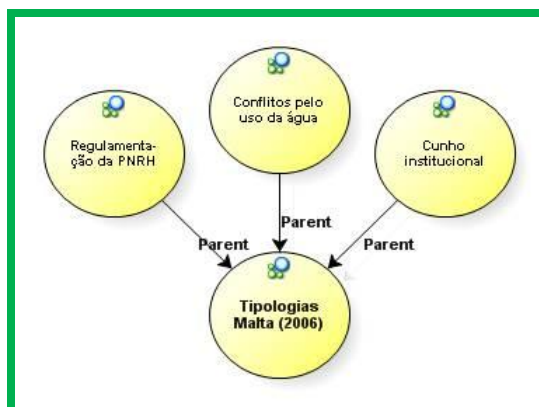 Conflitos pelo
uso da água
Regulamenta-
ção da PNRH
Cunho
institucional
Parent
Parent
Parent
Tipologias
Malta (2006)